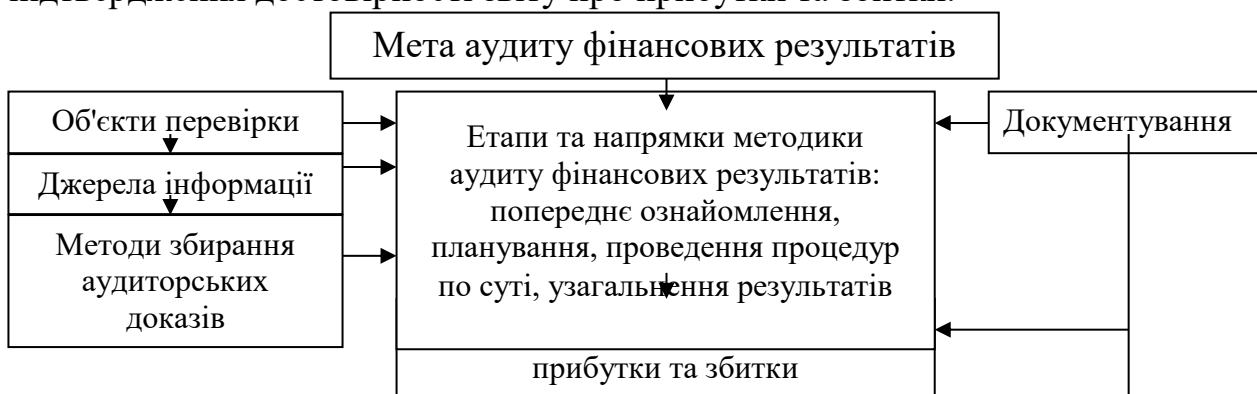 підтвердження достовірності звіту про прибутки та збитки.
Мета аудиту фінансових результатів
Об'єкти перевірки
Джерела інформації
Методи збирання
аудиторських
доказів
Етапи та напрямки методики
аудиту фінансових результатів:
попереднє ознайомлення,
планування, проведення процедур
по суті, узагальнення результатів
прибутки та збитки
Документування